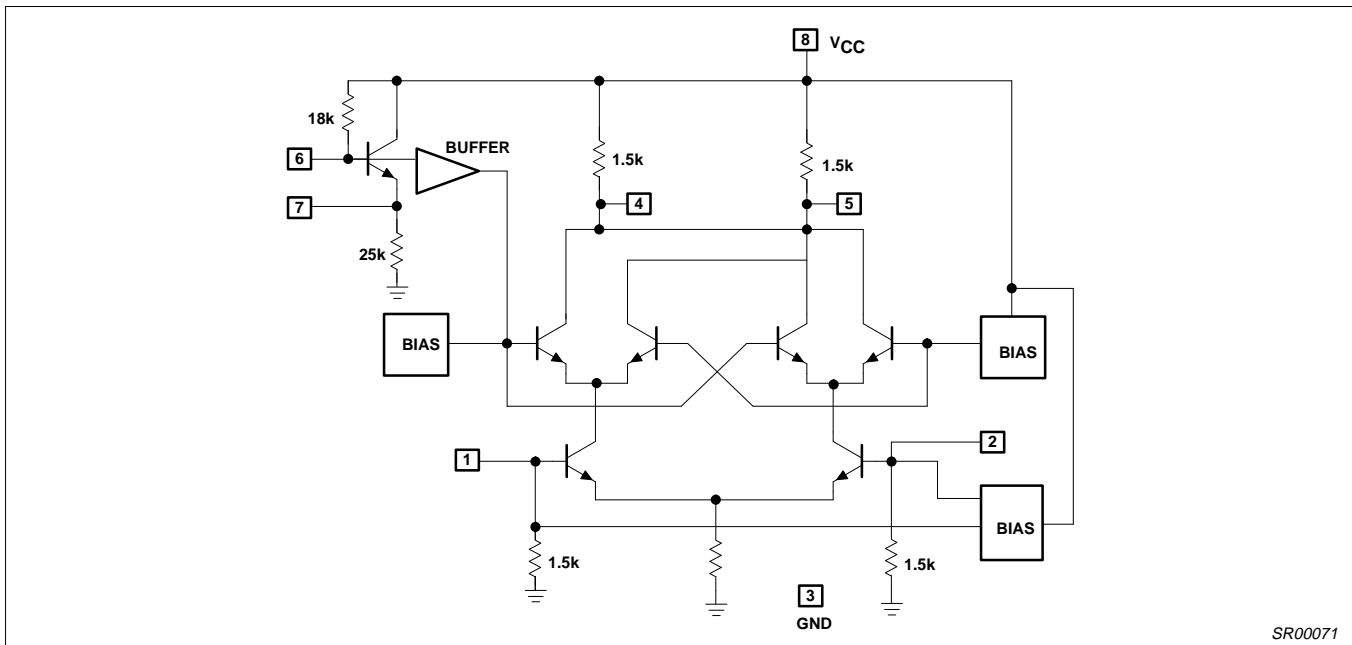 8 VCC
18k
BUFFER
6
1.5k
1.5k
7
4
5
25k
BIAS
BIAS
1
2
BIAS
1.5k
1.5k
3
GND
SR00071